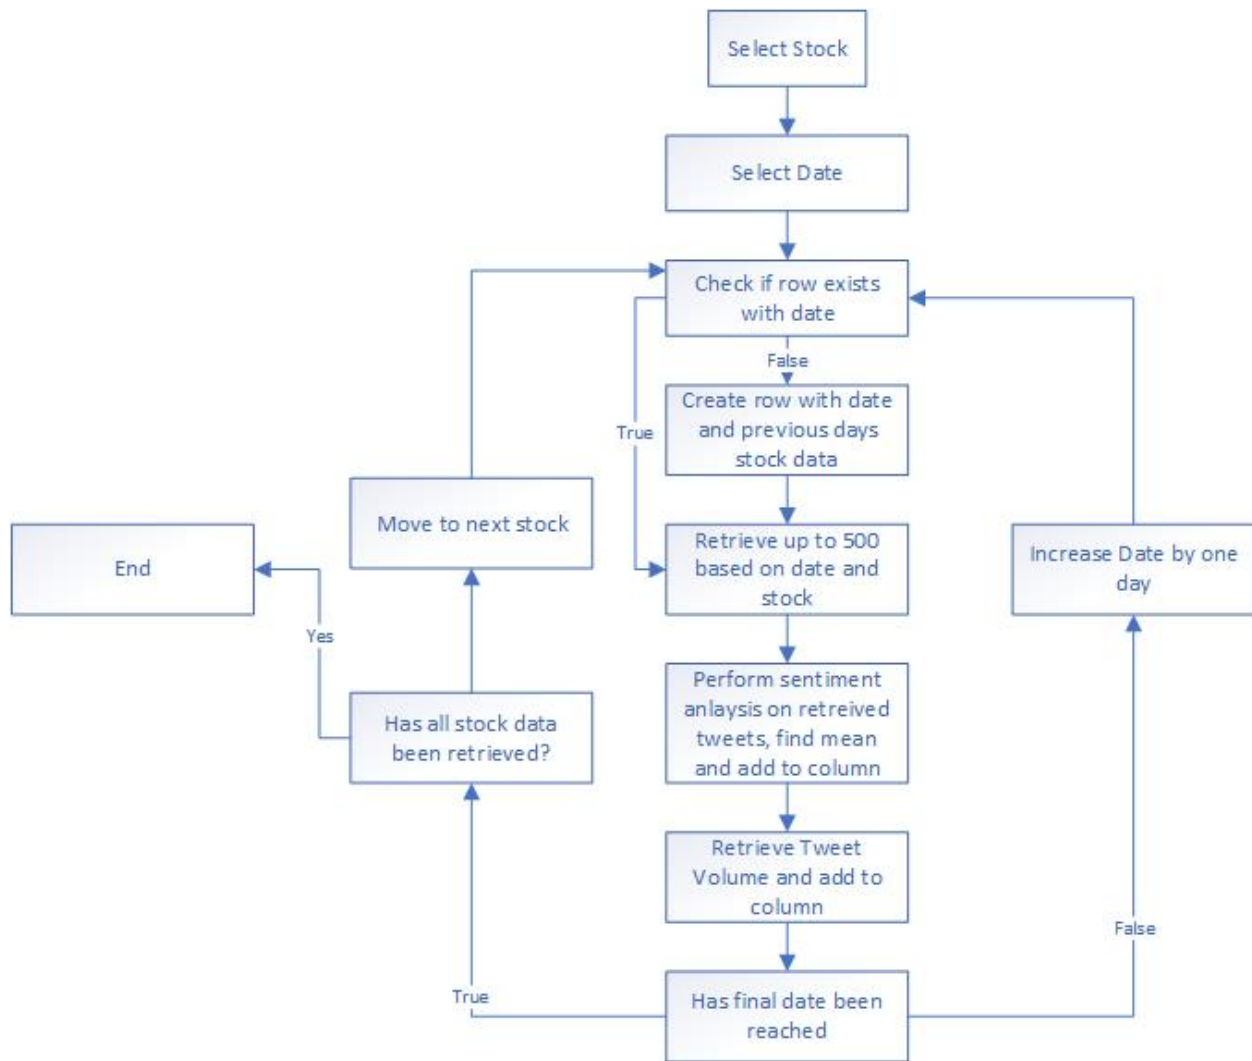 Select Stock
Select Date
Check if row exists
with date
False
Create row with date
and previous days
stock data
True
Move to next stock
Retrieve up to 500
based on date and
stock
End
Increase Date by one
day
Yes
Perform sentiment
anlaysis on retreived
tweets, find mean
and add to column
Has all stock data
been retrieved?
Retrieve Tweet
Volume and add to
column
False
True
Has final date been
reached